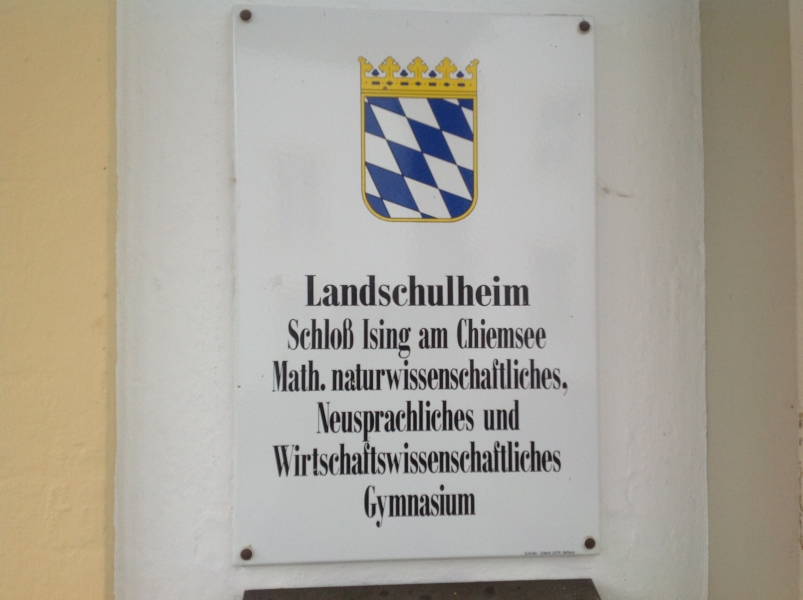 Landschulheim
Schloß Ising am Chiemsee
Math. naturwissenschaftliches,
Neusprachliches und
Wirtschaftswissenschaftliches
Gymnasium